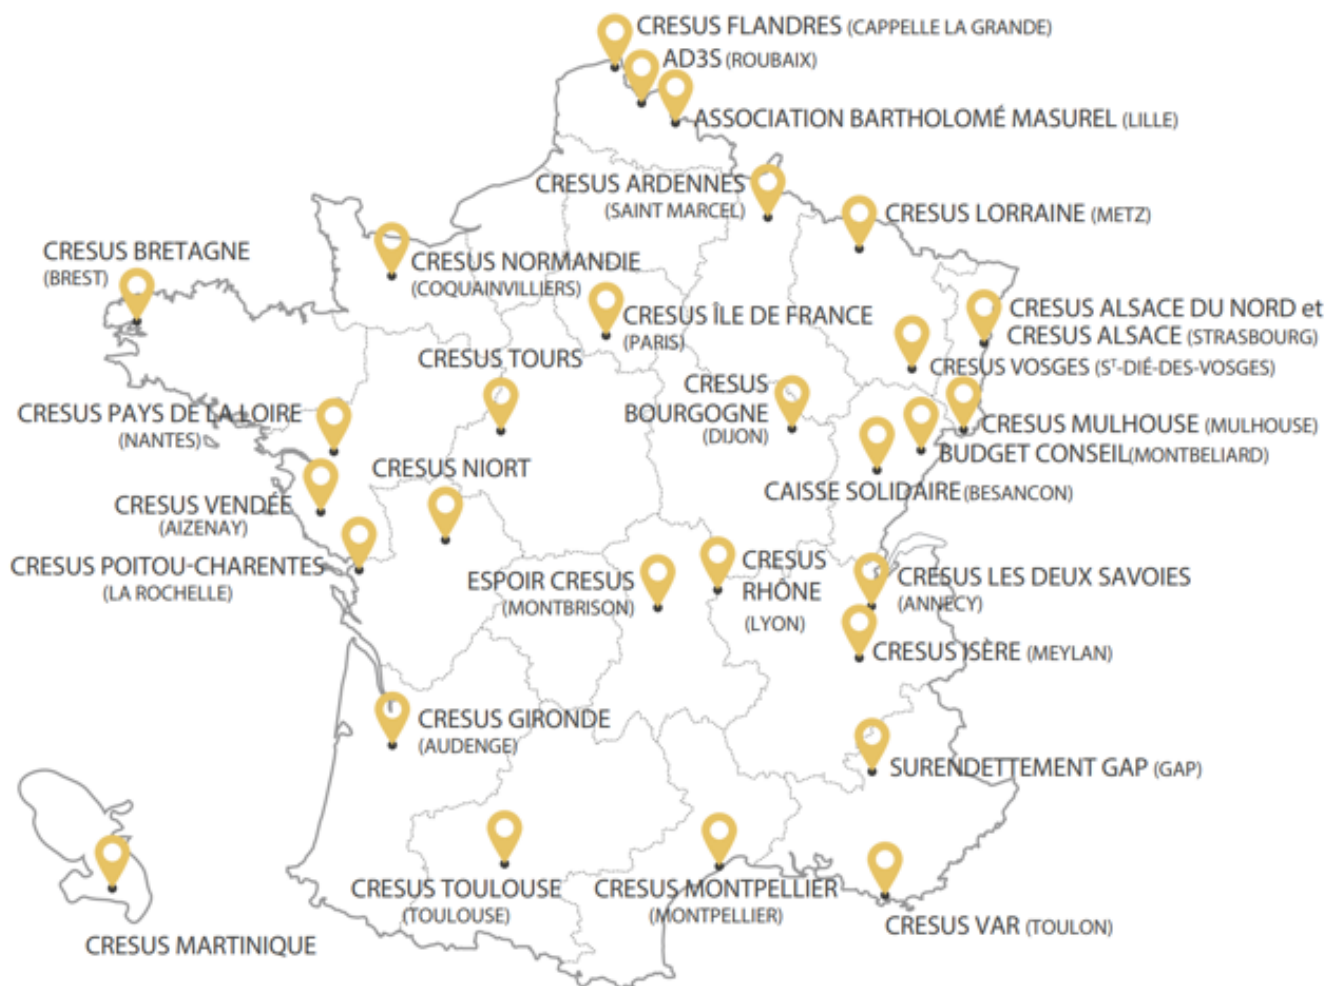 CRESUS FLANDRES (CAPPELLE LA GRANDE)
AD3S (ROUBAIX)
ASSOCIATION BARTHOLOMÉ MASUREL (LILLE)
CRESUS ARDENNES
(SAINT MARCEL)
CRESUS LORRAINE (METZ)
CRESUS BRETAGNE
(BREST)
CRESUS NORMANDIE
(COQUAINVILLIERS)
CRESUS ÎLE DE FRANCE
(PARIS)
CRESUS ALSACE DU NORD et
CRESUS ALSACE (STRASBOURG)
CRESUS VOSGES (Sᵀ-DIÉ-DES-VOSGES)
CRESUS TOURS
CRESUS
BOURGOGNE
(DIJON)
CRESUS PAYS DE LA LOIRE
(NANTES)
CRESUS MULHOUSE (MULHOUSE)
BUDGET CONSEIL(MONTBELIARD)
CRESUS NIORT
CAISSE SOLIDAIRE (BESANCON)
CRESUS VENDÉE
(AIZENAY)
CRESUS POITOU-CHARENTES
(LA ROCHELLE)
ESPOIR CRESUS
(MONTBRISON)
CRESUS
RHÔNE
(LYON)
CRESUS LES DEUX SAVOIES
(ANNECY)
CRESUS ISÈRE (MEYLAN)
CRESUS GIRONDE
(AUDENGE)
SURENDETTEMENT GAP (GAP)
CRESUS TOULOUSE
(TOULOUSE)
CRESUS MONTPELLIER
(MONTPELLIER)
CRESUS VAR (TOULON)
CRESUS MARTINIQUE